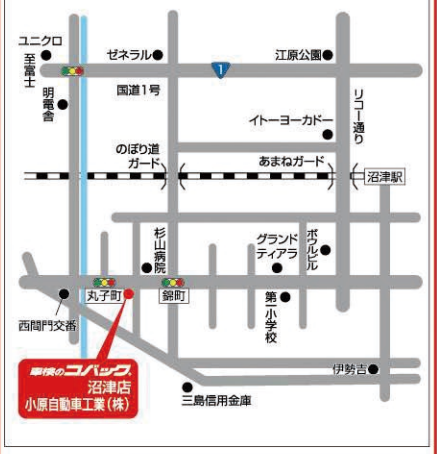 ユニクロ
至富士
明電舎
ゼネラル
1
国道1号
江原公園
イトーヨーカドー
リコー通り
のぼり道
ガード
あまねガード
沼津駅
杉山病院
グランド
ティアラ
ボウルビル
丸子町
錦町
第一小学校
西間門交番
車検のコバック
沼津店
小原自動車工業(株)
三島信用金庫
伊勢吉